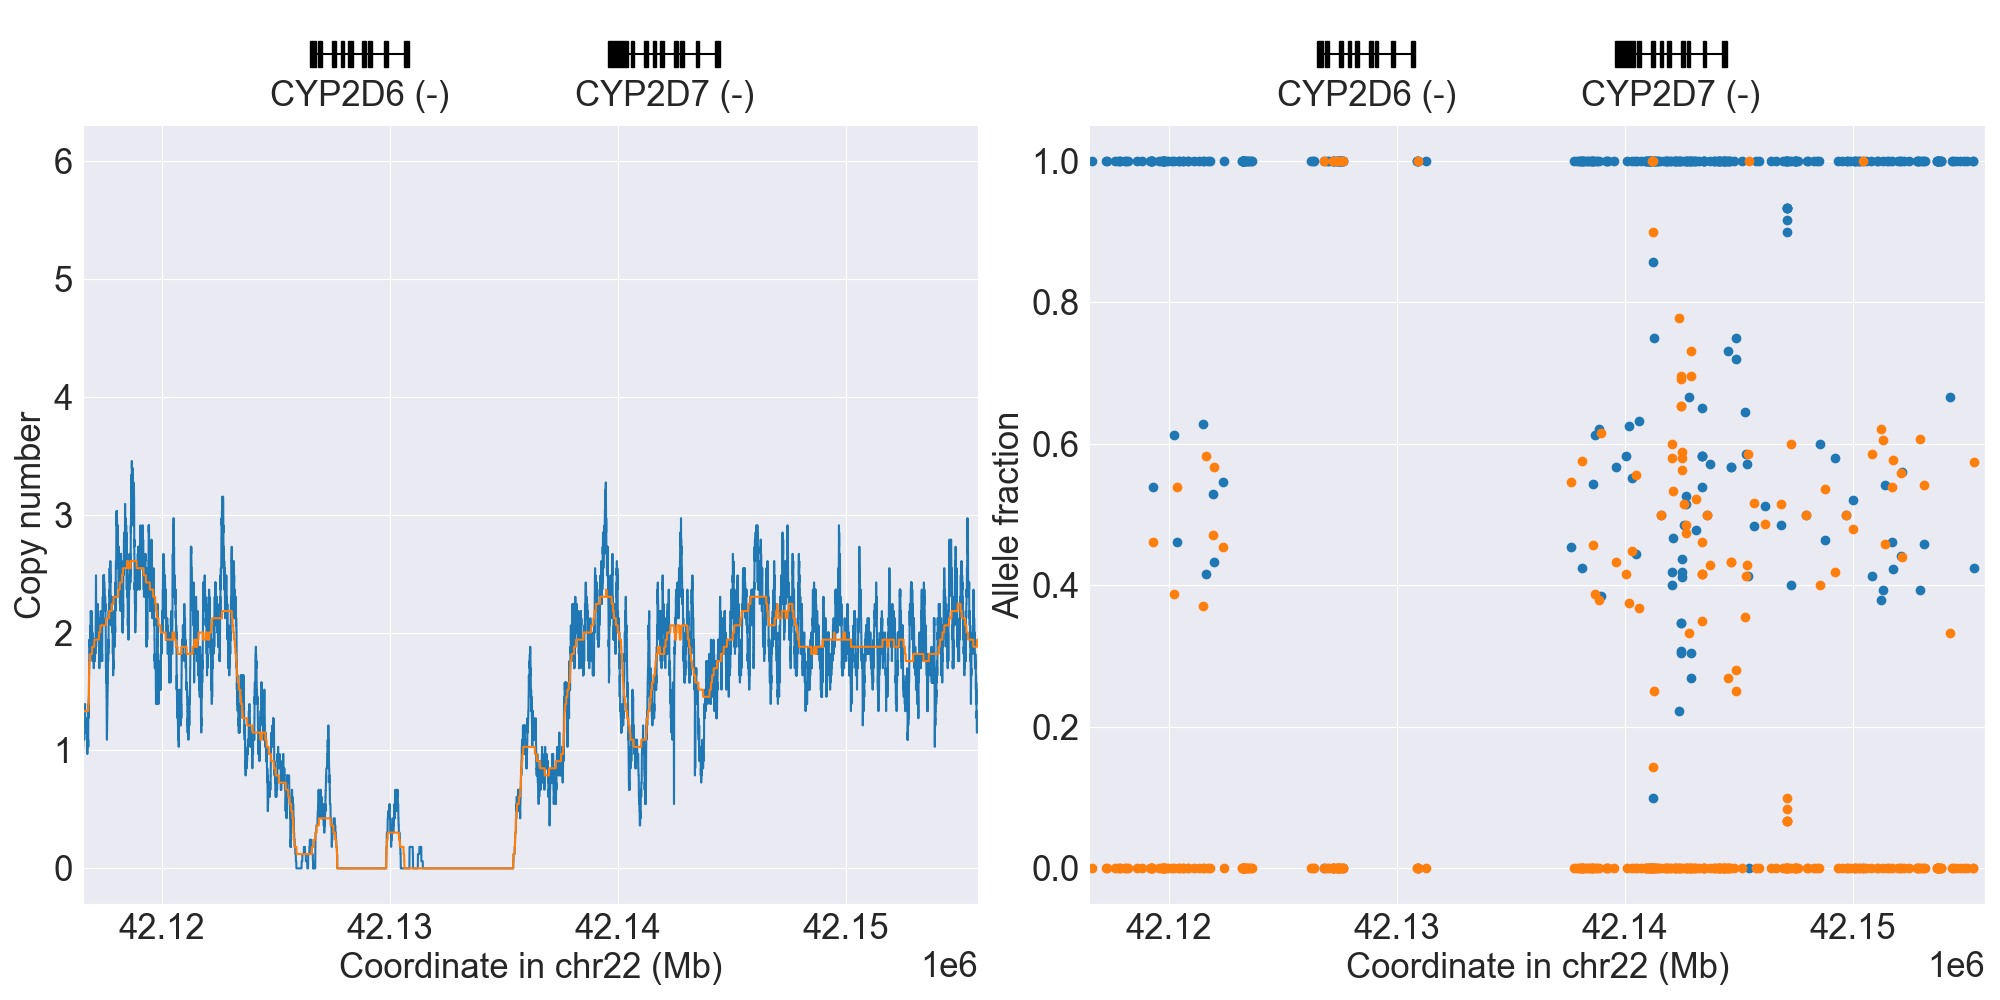 CYP2D6 (-) CYP2D7 (-)
CYP2D6 (-) CYP2D7 (-)
Copy number
6
5
4
3
2
1
0
42.12 42.13 42.14 42.15
Coordinate in chr22 (Mb)
1e6
Allele fraction
1.0
0.8
0.6
0.4
0.2
0.0
42.12 42.13 42.14 42.15
Coordinate in chr22 (Mb)
1e6